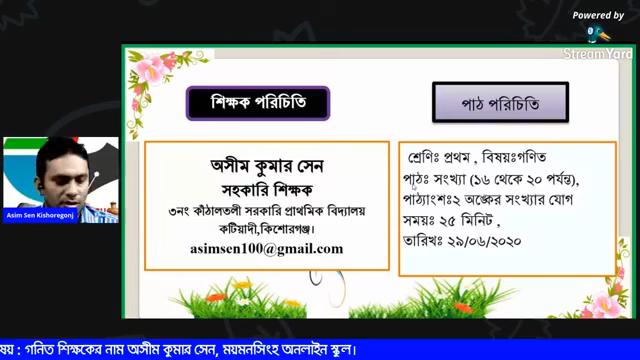 Powered by
StreamYard
শিক্ষক পরিচিতি
পাঠ পরিচিতি
অসীম কুমার সেন
সহকারি শিক্ষক
৩নং কাঁঠালতলী সরকারি প্রাথমিক বিদ্যালয়
কটিয়াদী,কিশোরগঞ্জ।
asimsen100@gmail.com
শ্রেণিঃ প্রথম , বিষয়ঃগণিত
পাঠঃ সংখ্যা (১৬ থেকে ২০ পর্যন্ত),
পাঠ্যাংশঃ২ অঙ্কের সংখ্যার যোগ
সময়ঃ ২৫ মিনিট ,
তারিখঃ ২৯/০৬/২০২০
Asim Sen Kishoregonj
ষয় : গনিত শিক্ষকের নাম অসীম কুমার সেন, ময়মনসিংহ অনলাইন স্কুল।